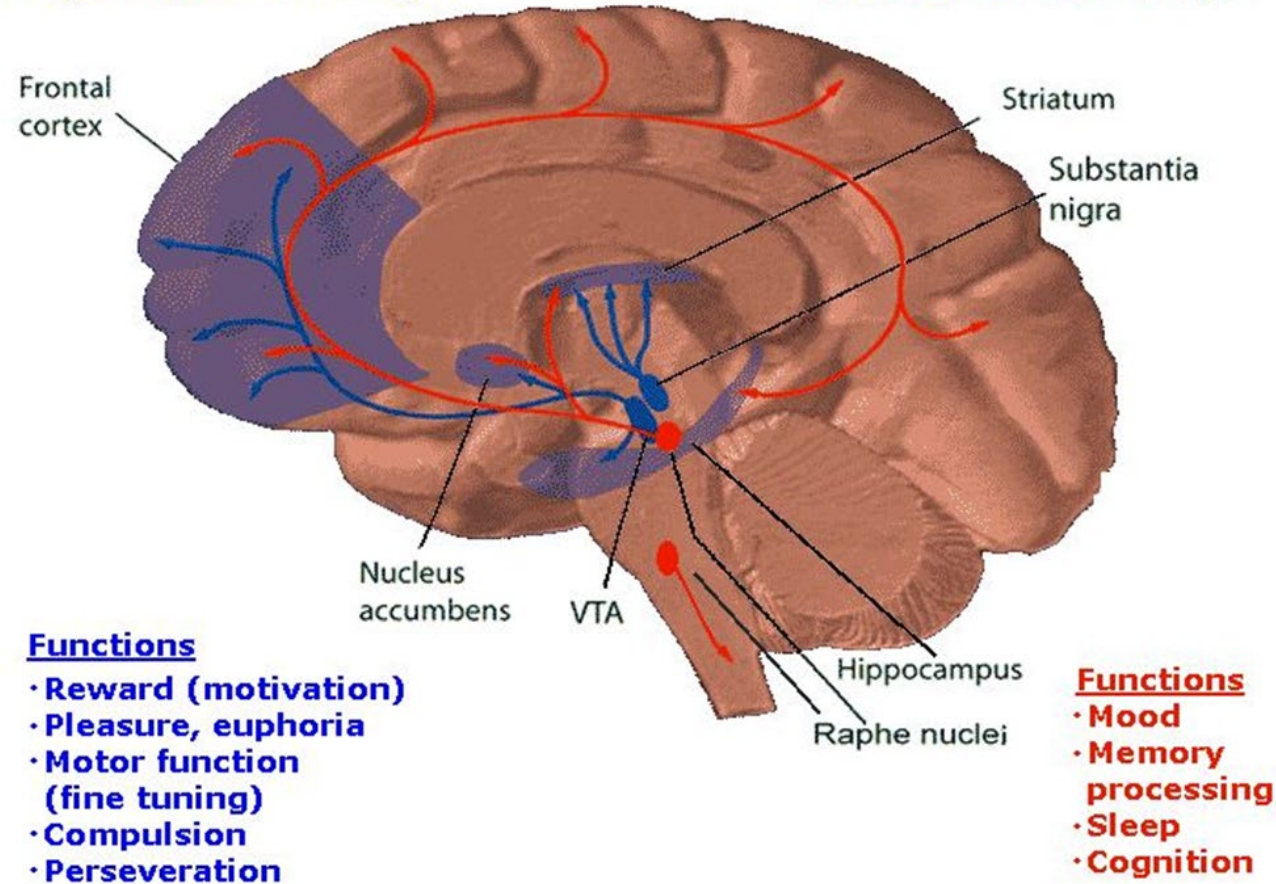 Frontal
cortex
Striatum
Substantia
nigra
Nucleus
accumbens
VTA
Hippocampus
Raphe nuclei
Functions
·Reward (motivation)
·Pleasure, euphoria
·Motor function
(fine tuning)
·Compulsion
·Perseveration
Functions
·Mood
·Memory
processing
·Sleep
·Cognition